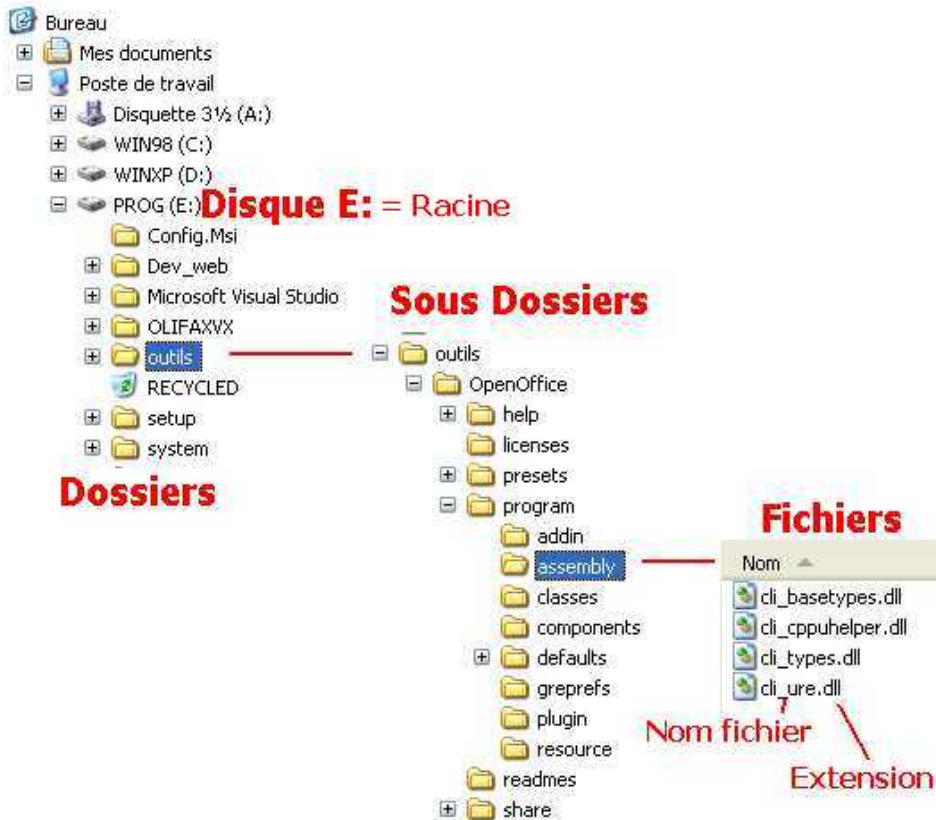 Bureau
Mes documents
Poste de travail
Disquette 3½ (A:)
WIN98 (C:)
WINXP (D:)
PROG (E:) Disque E: = Racine
Config.Msi
Dev_web
Microsoft Visual Studio
OLIFAXVX
outils
RECYCLED
setup
system
Dossiers
Sous Dossiers
outils
OpenOffice
help
licenses
presets
program
addin
assembly
classes
components
defaults
greprefs
plugin
resource
readmes
share
Fichiers
Nom
cli_basetypes.dll
cli_cppuhelper.dll
cli_types.dll
cli_ure.dll
Nom fichier
Extension